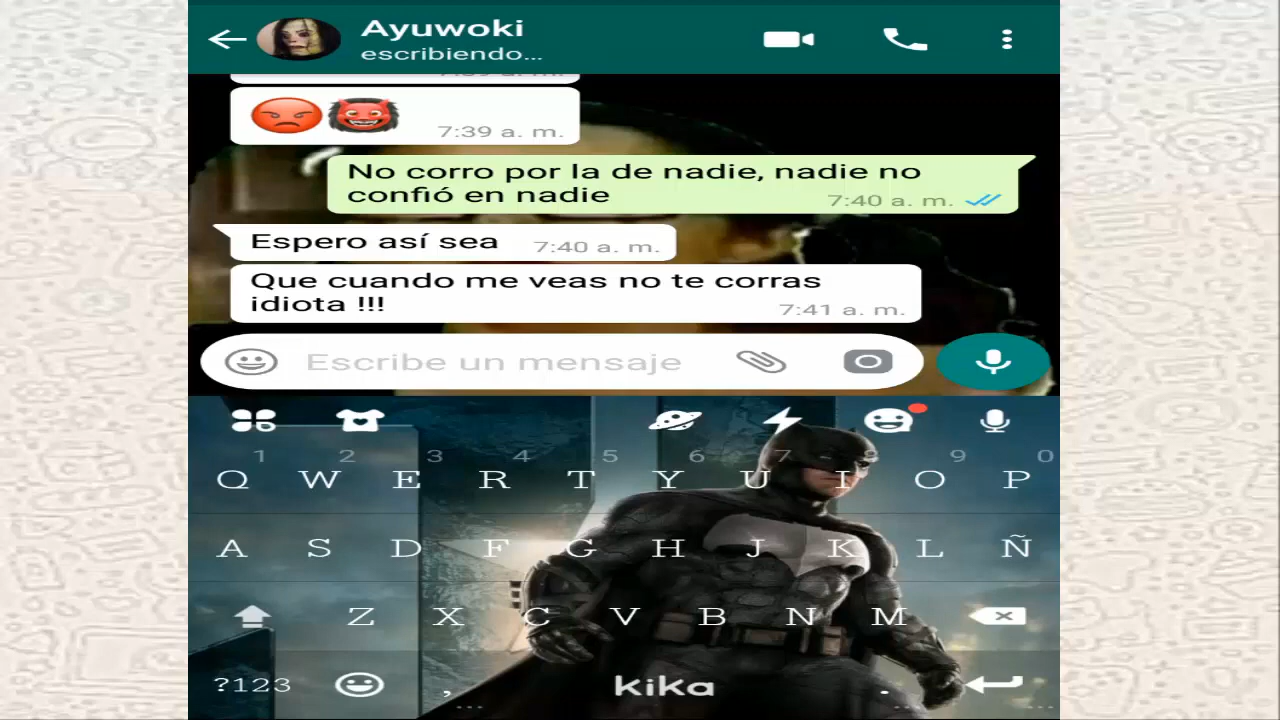 Ayuwoki
escribiendo...
😡👹
7:39 a. m.
No corro por la de nadie, nadie no
confió en nadie
7:40 a. m.
Espero así sea
7:40 a. m.
Que cuando me veas no te corras
idiota !!!
7:41 a. m.
Escribe un mensaje
1 2 3 4 5 6 7 8 9 0
Q W E R T Y U I O P
A S D F G H J K L Ñ
Z X C V B N M
?123 , kika .